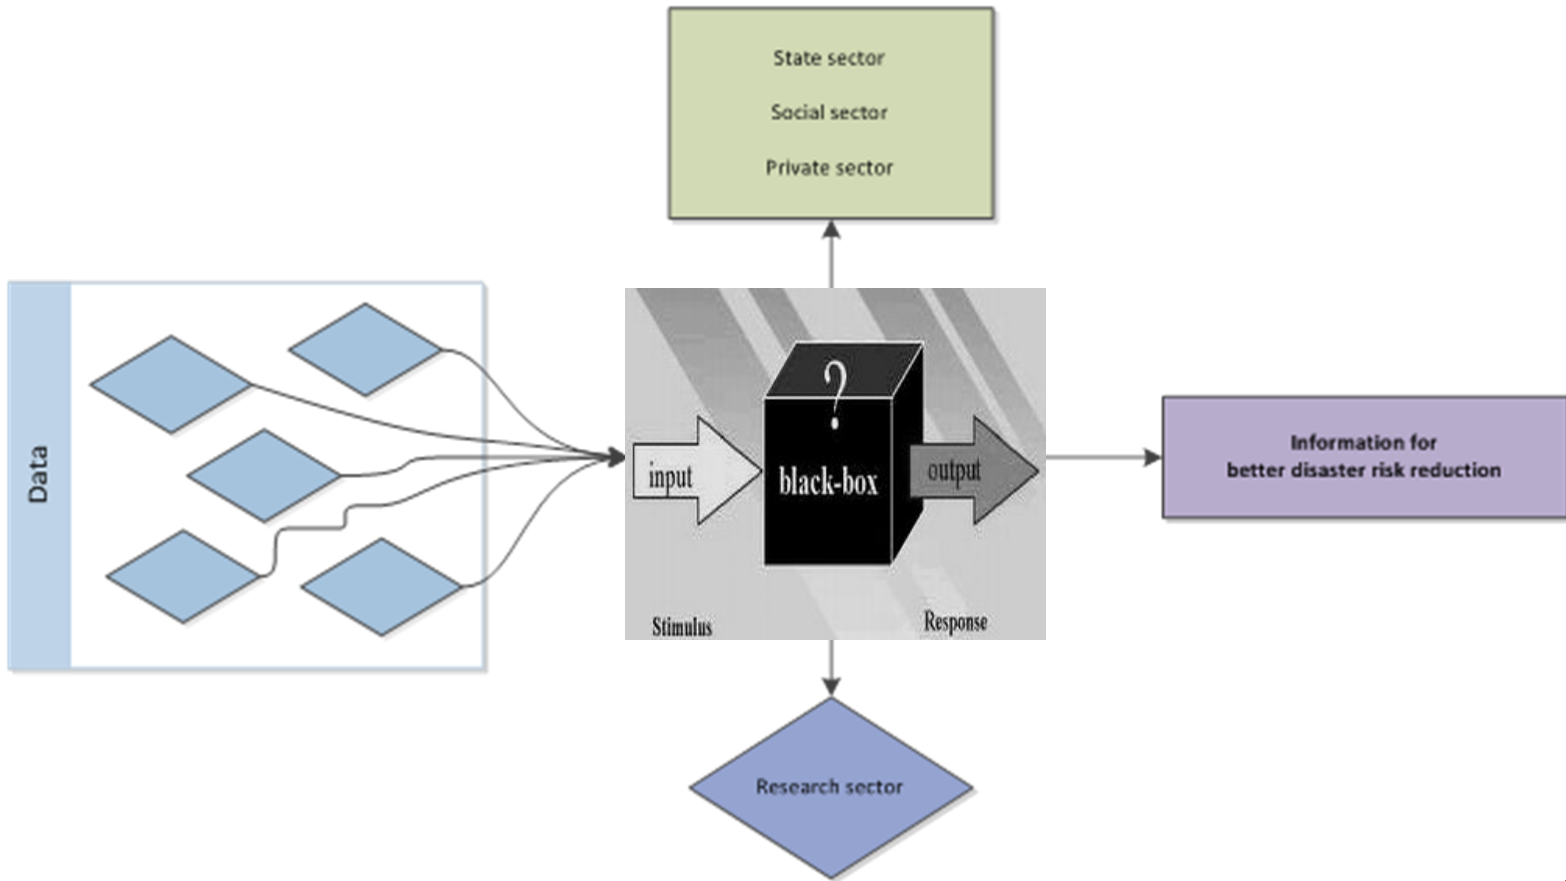 State sector
Social sector
Private sector
Data
?
input
black-box
output
Stimulus
Response
Information for
better disaster risk reduction
Research sector